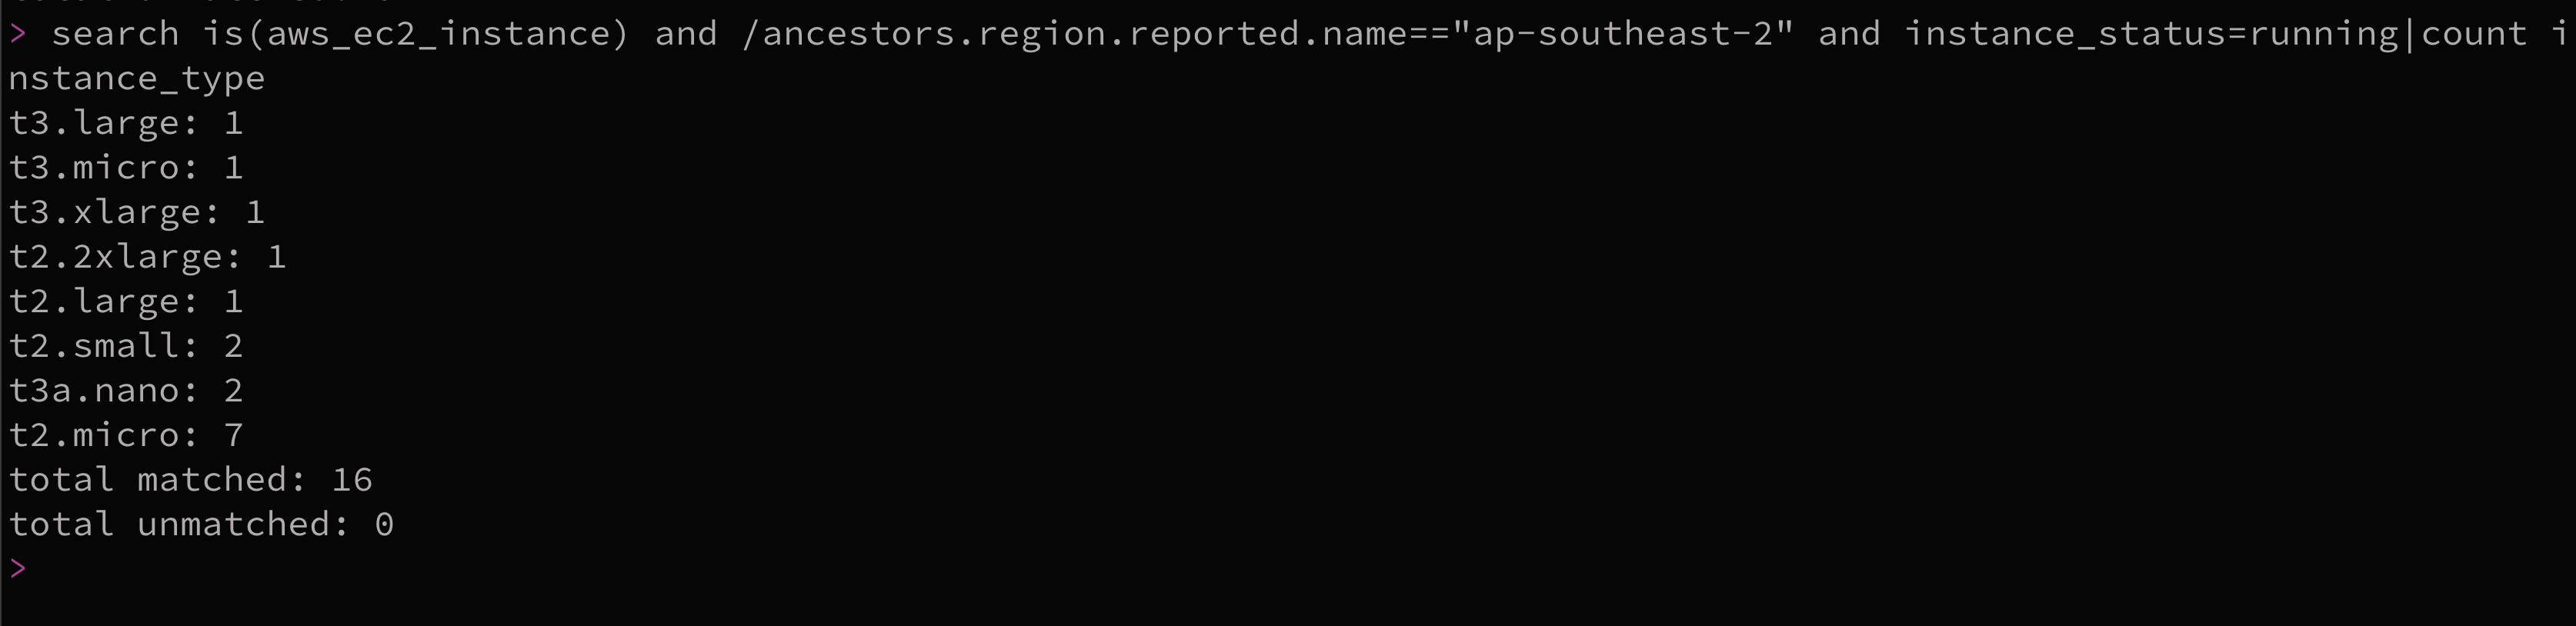 > search is(aws_ec2_instance) and /ancestors.region.reported.name=="ap-southeast-2" and instance_status=running|count i
nstance_type
t3.large: 1
t3.micro: 1
t3.xlarge: 1
t2.2xlarge: 1
t2.large: 1
t2.small: 2
t3a.nano: 2
t2.micro: 7
total matched: 16
total unmatched: 0
>